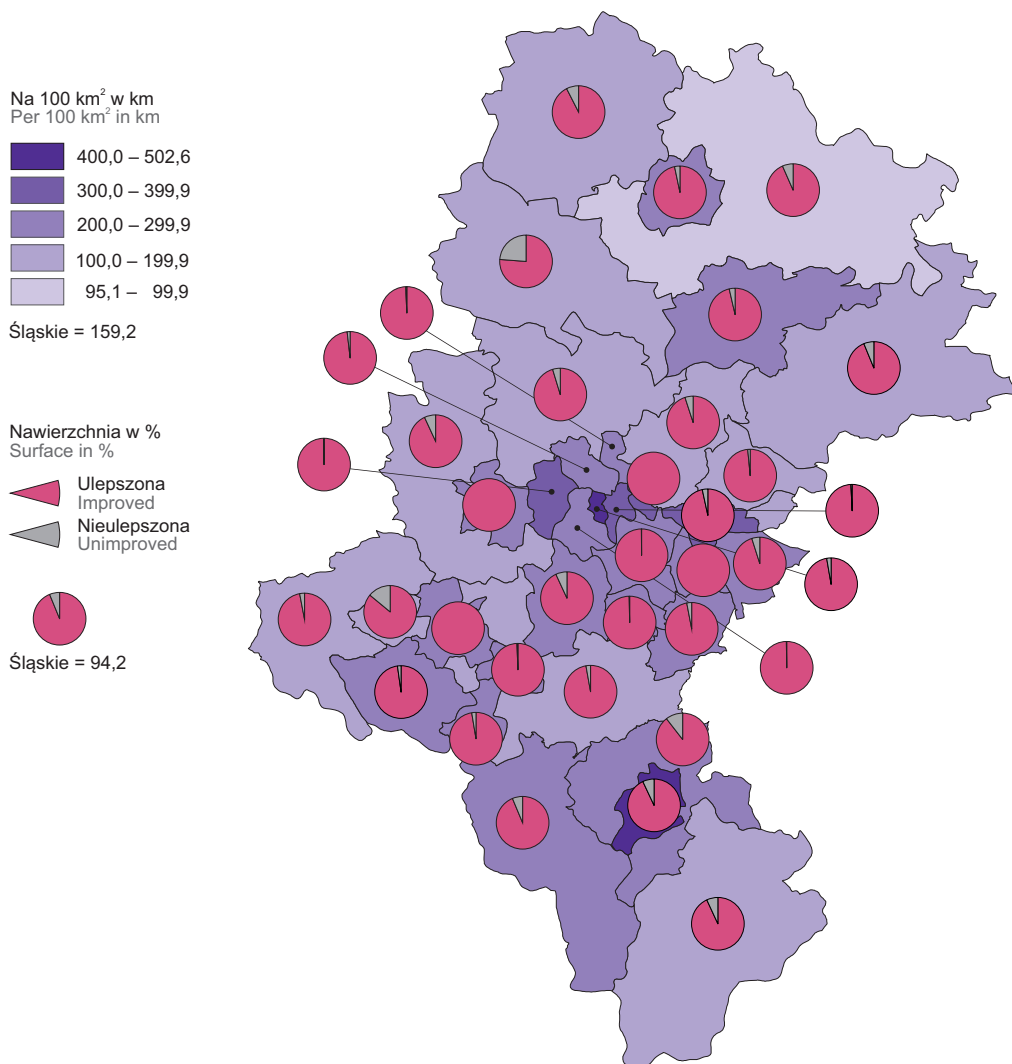 Na 100 km² w km
Per 100 km² in km
400,0 – 502,6
300,0 – 399,9
200,0 – 299,9
100,0 – 199,9
95,1 – 99,9
Śląskie = 159,2
Nawierzchnia w %
Surface in %
Ulepszona
Improved
Nieulepszona
Unimproved
Śląskie = 94,2